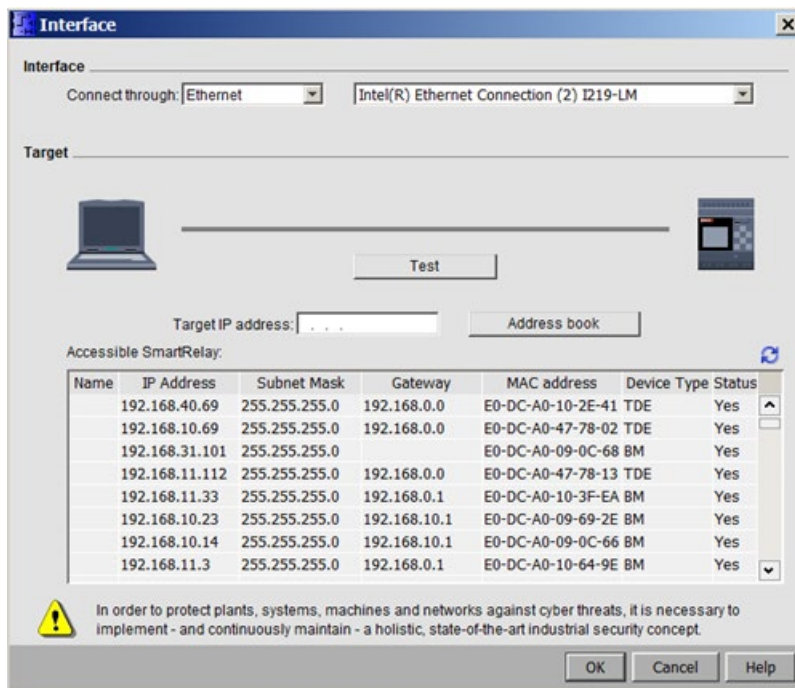 Interface
Interface
Connect through: Ethernet Intel(R) Ethernet Connection (2) I219-LM
Target
Test
Target IP address: . . . Address book
Accessible SmartRelay:
Name IP Address Subnet Mask Gateway MAC address Device Type Status
192.168.40.69 255.255.255.0 192.168.0.0 E0-DC-A0-10-2E-41 TDE Yes
192.168.10.69 255.255.255.0 192.168.0.0 E0-DC-A0-47-78-02 TDE Yes
192.168.31.101 255.255.255.0 E0-DC-A0-09-0C-68 BM Yes
192.168.11.112 255.255.255.0 192.168.0.0 E0-DC-A0-47-78-13 TDE Yes
192.168.11.33 255.255.255.0 192.168.0.1 E0-DC-A0-10-3F-EA BM Yes
192.168.10.23 255.255.255.0 192.168.10.1 E0-DC-A0-09-69-2E BM Yes
192.168.10.14 255.255.255.0 192.168.10.1 E0-DC-A0-09-0C-66 BM Yes
192.168.11.3 255.255.255.0 192.168.0.1 E0-DC-A0-10-64-9E BM Yes
In order to protect plants, systems, machines and networks against cyber threats, it is necessary to
implement - and continuously maintain - a holistic, state-of-the-art industrial security concept.
OK Cancel Help